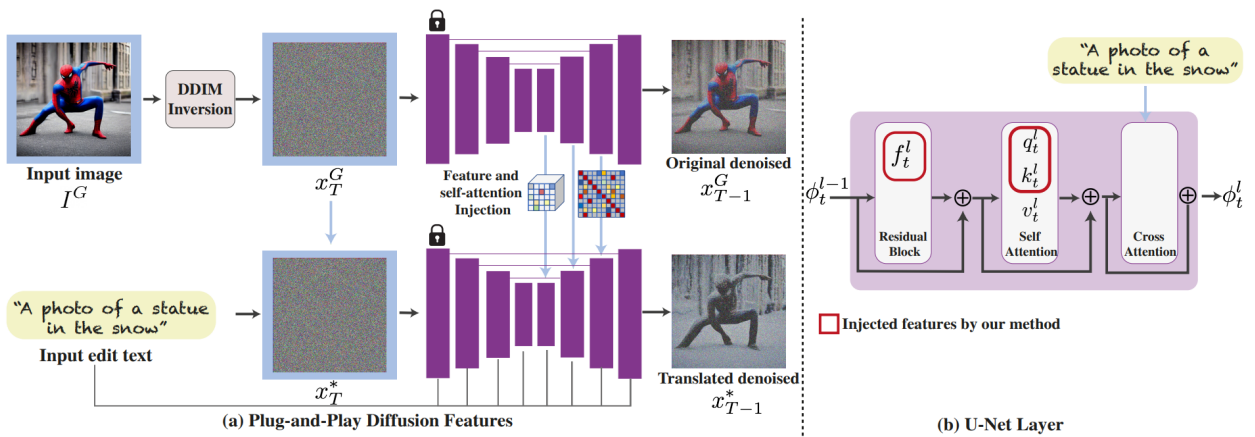 DDIM
Inversion
Input image
I^G
x_T^G
Feature and
self-attention
Injection
Original denoised
x_{T-1}^G
"A photo of a statue
in the snow"
Input edit text
x_T^*
Translated denoised
x_{T-1}^*
(a) Plug-and-Play Diffusion Features
"A photo of a
statue in the snow"
ϕ_t^{l-1}
f_t^l
Residual
Block
q_t^l
k_t^l
v_t^l
Self
Attention
Cross
Attention
ϕ_t^l
Injected features by our method
(b) U-Net Layer